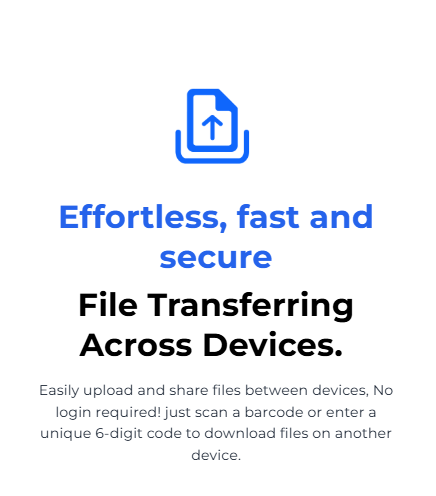 Effortless, fast and
secure
File Transferring
Across Devices.
Easily upload and share files between devices, No
login required! just scan a barcode or enter a
unique 6-digit code to download files on another
device.